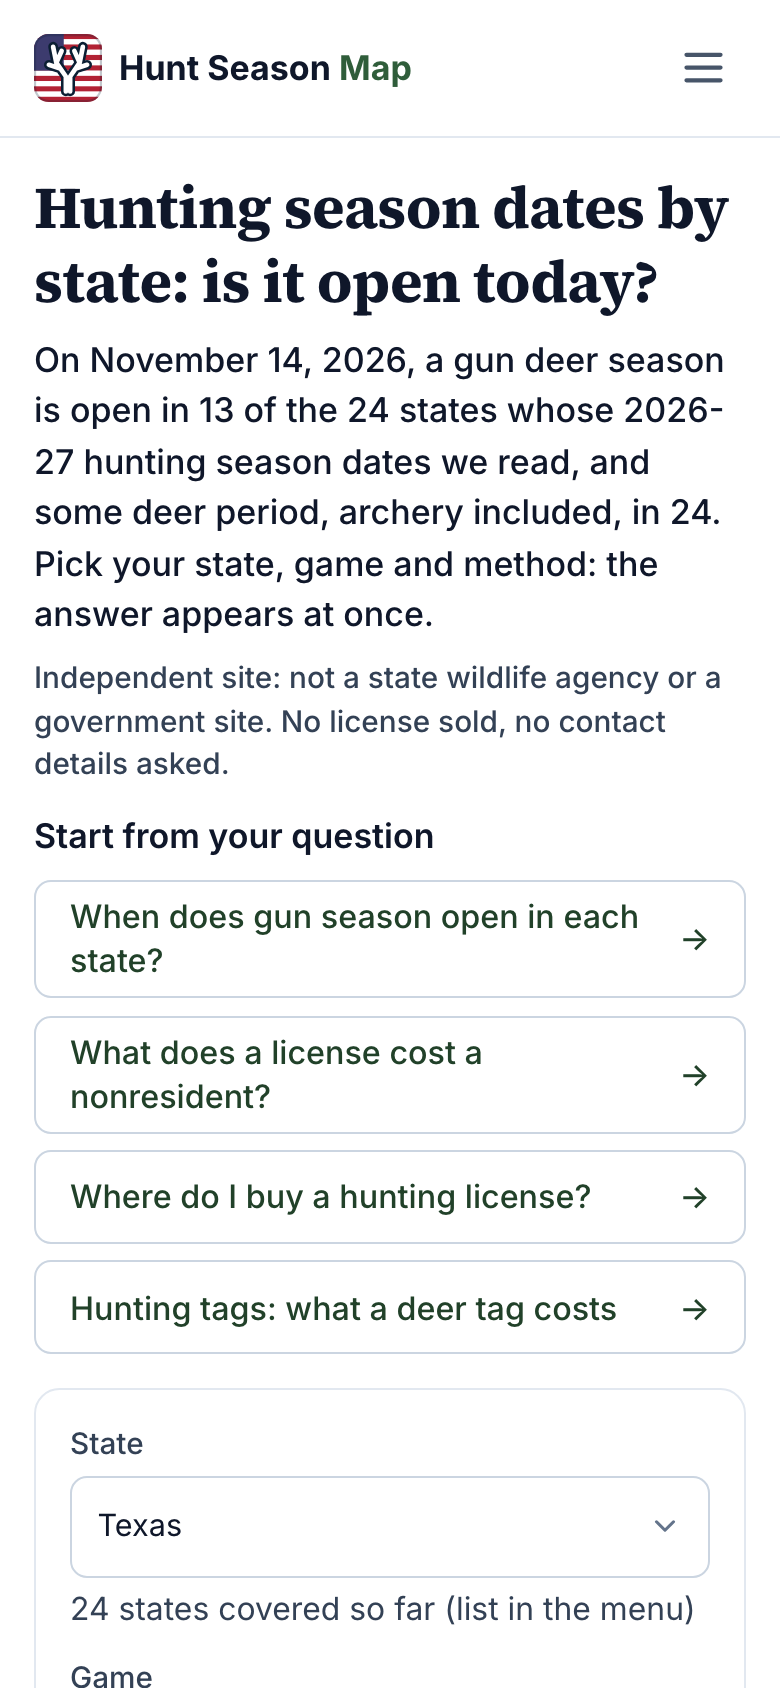 Hunt Season Map
Hunting season dates by
state: is it open today?
On November 14, 2026, a gun deer season
is open in 13 of the 24 states whose 2026-
27 hunting season dates we read, and
some deer period, archery included, in 24.
Pick your state, game and method: the
answer appears at once.
Independent site: not a state wildlife agency or a
government site. No license sold, no contact
details asked.
Start from your question
When does gun season open in each
state?
What does a license cost a
nonresident?
Where do I buy a hunting license?
Hunting tags: what a deer tag costs
State
Texas
24 states covered so far (list in the menu)
Game